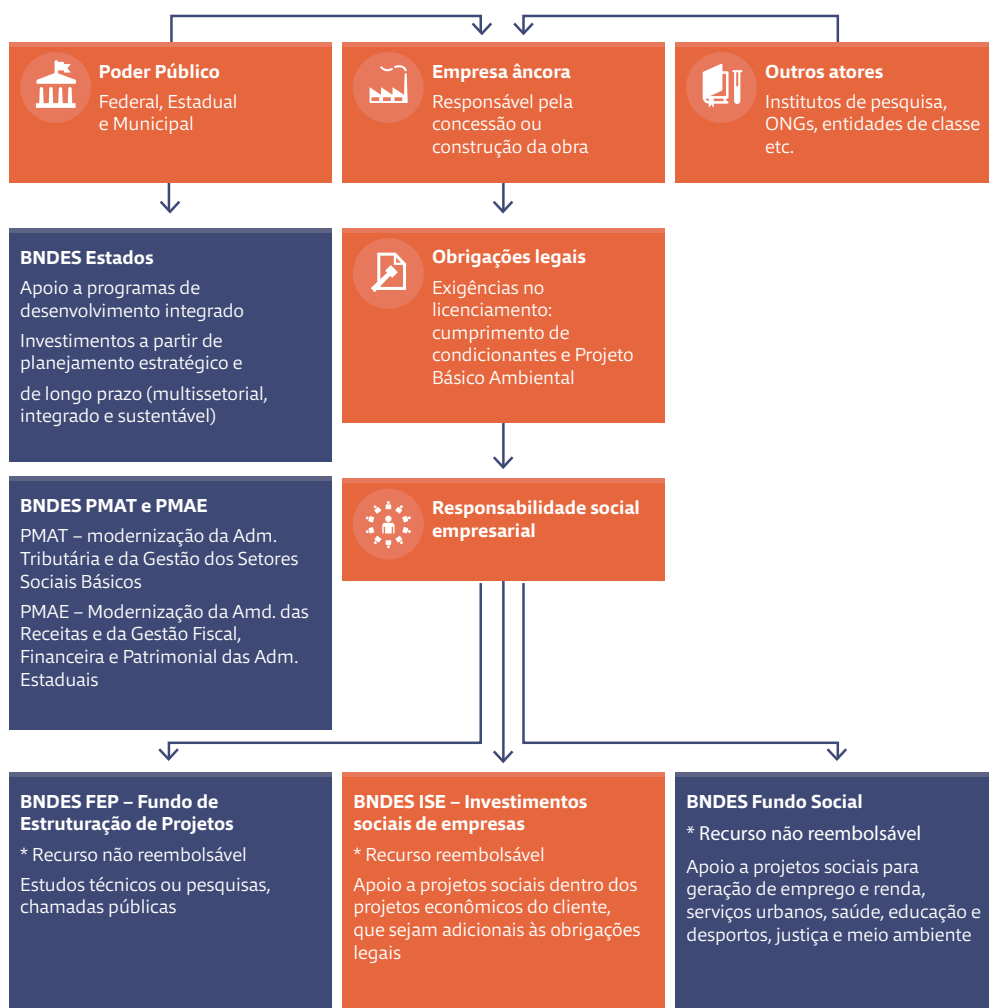 Poder Público
Federal, Estadual
e Municipal
Empresa âncora
Responsável pela
concessão ou
construção da obra
Outros atores
Institutos de pesquisa,
ONGs, entidades de classe
etc.
BNDES Estados
Apoio a programas de
desenvolvimento integrado
Investimentos a partir de
planejamento estratégico e
de longo prazo (multissetorial,
integrado e sustentável)
Obrigações legais
Exigências no
licenciamento:
cumprimento de
condicionantes e Projeto
Básico Ambiental
BNDES PMAT e PMAE
PMAT – modernização da Adm.
Tributária e da Gestão dos Setores
Sociais Básicos
PMAE – Modernização da Amd. das
Receitas e da Gestão Fiscal,
Financeira e Patrimonial das Adm.
Estaduais
Responsabilidade social
empresarial
BNDES FEP – Fundo de
Estruturação de Projetos
* Recurso não reembolsável
Estudos técnicos ou pesquisas,
chamadas públicas
BNDES ISE – Investimentos
sociais de empresas
* Recurso reembolsável
Apoio a projetos sociais dentro dos
projetos econômicos do cliente,
que sejam adicionais às obrigações
legais
BNDES Fundo Social
* Recurso não reembolsável
Apoio a projetos sociais para
geração de emprego e renda,
serviços urbanos, saúde, educação e
desportos, justiça e meio ambiente